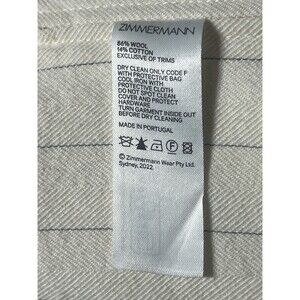 ZIMMERMANN
86% WOOL
14% COTTON
EXCLUSIVE OF TRIMS
DRY CLEAN ONLY CODE F
WITH PROTECTIVE BAG
COOL IRON WITH
PROTECTIVE CLOTH
DO NOT SPOT CLEAN
COVER AND PROTECT
HARDWARE
TURN GARMENT INSIDE OUT
BEFORE DRY CLEANING
MADE IN PORTUGAL
F
© Zimmermann Wear Pty Ltd.
Sydney, 2022